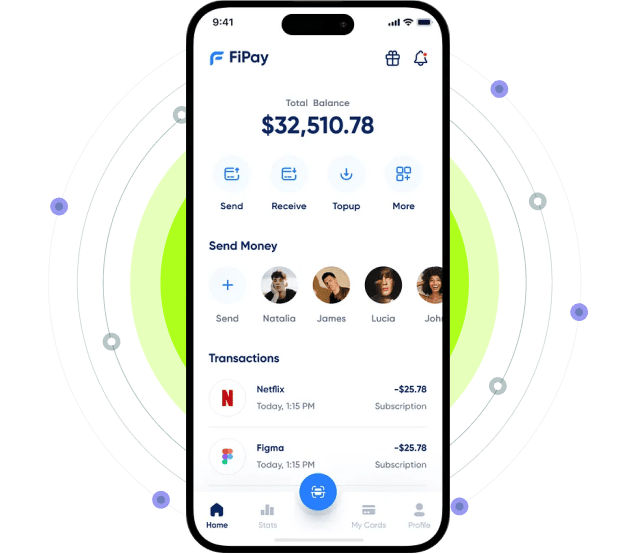 9:41
FiPay
Total Balance
$32,510.78
Send Receive Topup More
Send Money
Send Natalia James Lucia Joh
Transactions
Netflix -$25.78
Today, 1:15 PM Subscription
Figma -$25.78
Today, 1:15 PM Subscription
Home Stats My Cards Profile